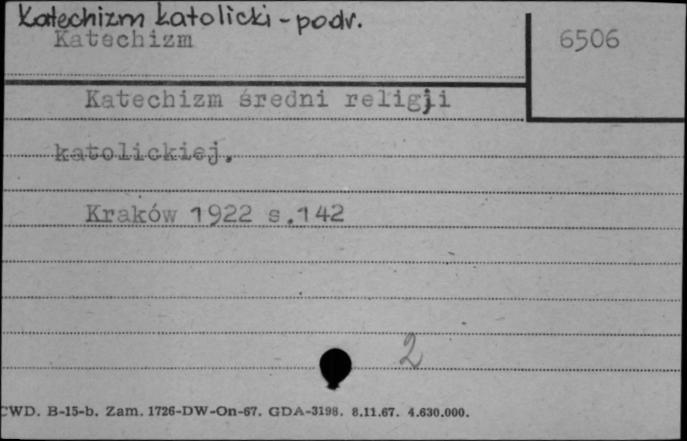 Katechizm katolicki - podr.
Katechizm
6506
Katechizm średni religji
katolickiej.
Kraków 1922 s.142
2
CWD. B-15-b. Zam. 1726-DW-On-67. GDA-3198. 8.11.67. 4.630.000.